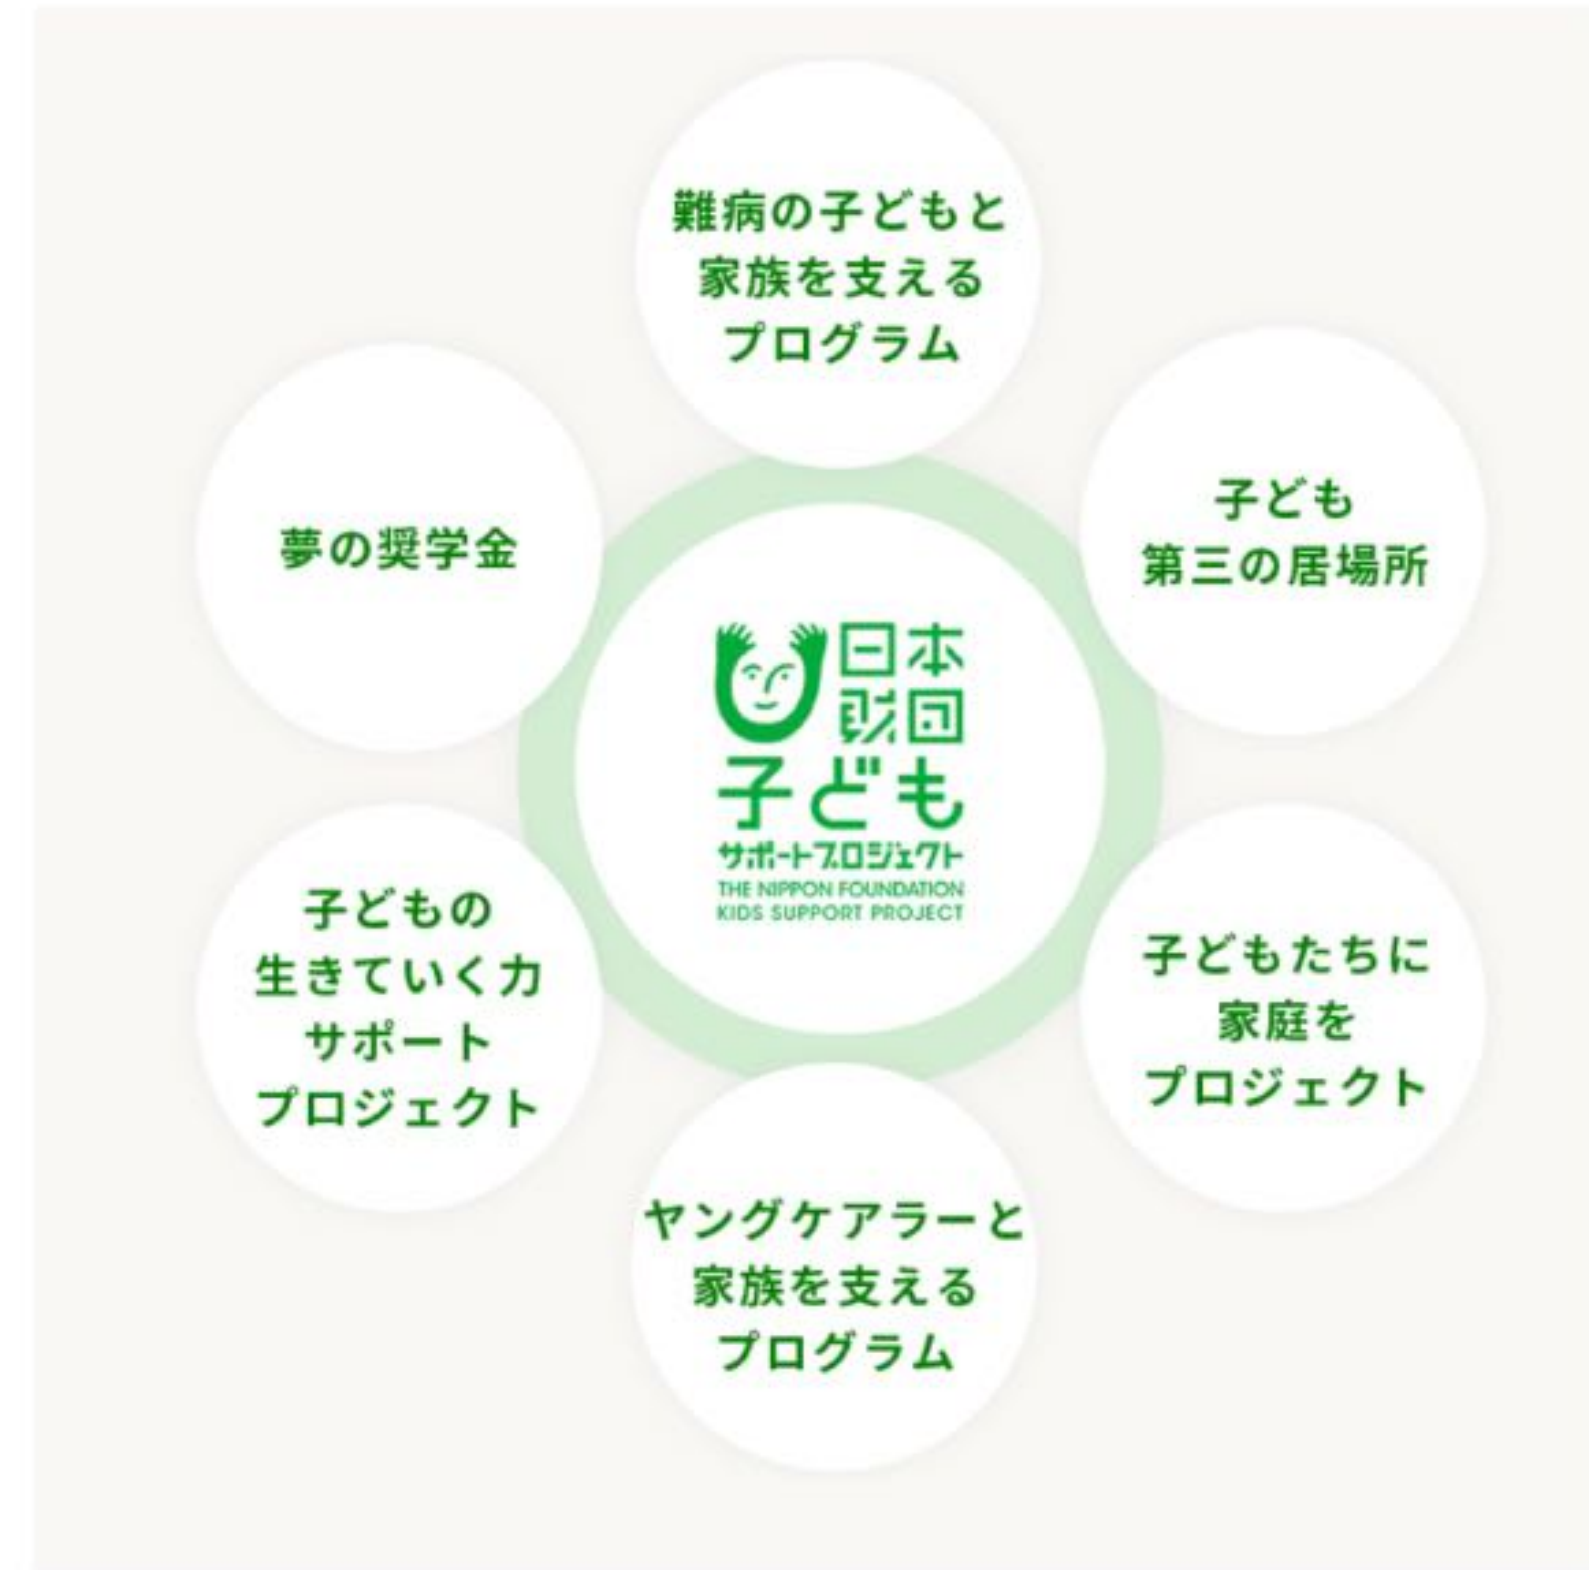 難病の子どもと
家族を支える
プログラム
子ども
第三の居場所
夢の奨学金
日本
財団
子ども
サポートプロジェクト
THE NIPPON FOUNDATION
KIDS SUPPORT PROJECT
子どもの
生きていく力
サポート
プロジェクト
子どもたちに
家庭を
プロジェクト
ヤングケアラーと
家族を支える
プログラム